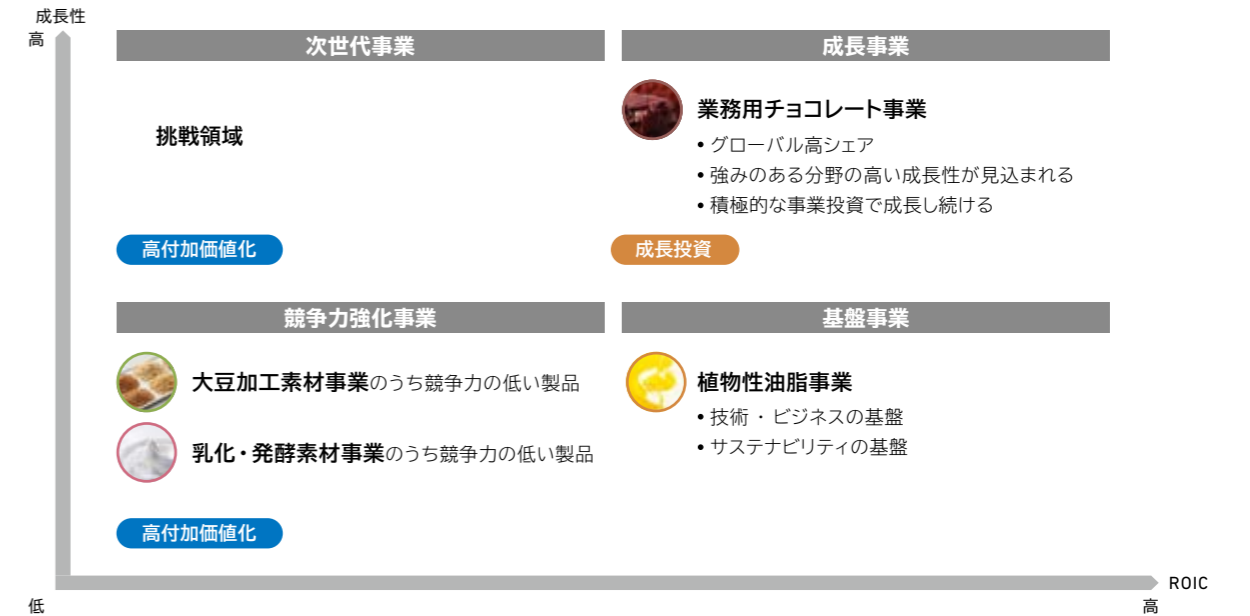 成長性
高
次世代事業
挑戦領域
高付加価値化
成長事業
業務用チョコレート事業
• グローバル高シェア
• 強みのある分野の高い成長性が見込まれる
• 積極的な事業投資で成長し続ける
成長投資
競争力強化事業
大豆加工素材事業のうち競争力の低い製品
乳化・発酵素材事業のうち競争力の低い製品
高付加価値化
基盤事業
植物性油脂事業
• 技術・ビジネスの基盤
• サステナビリティの基盤
ROIC
低
高